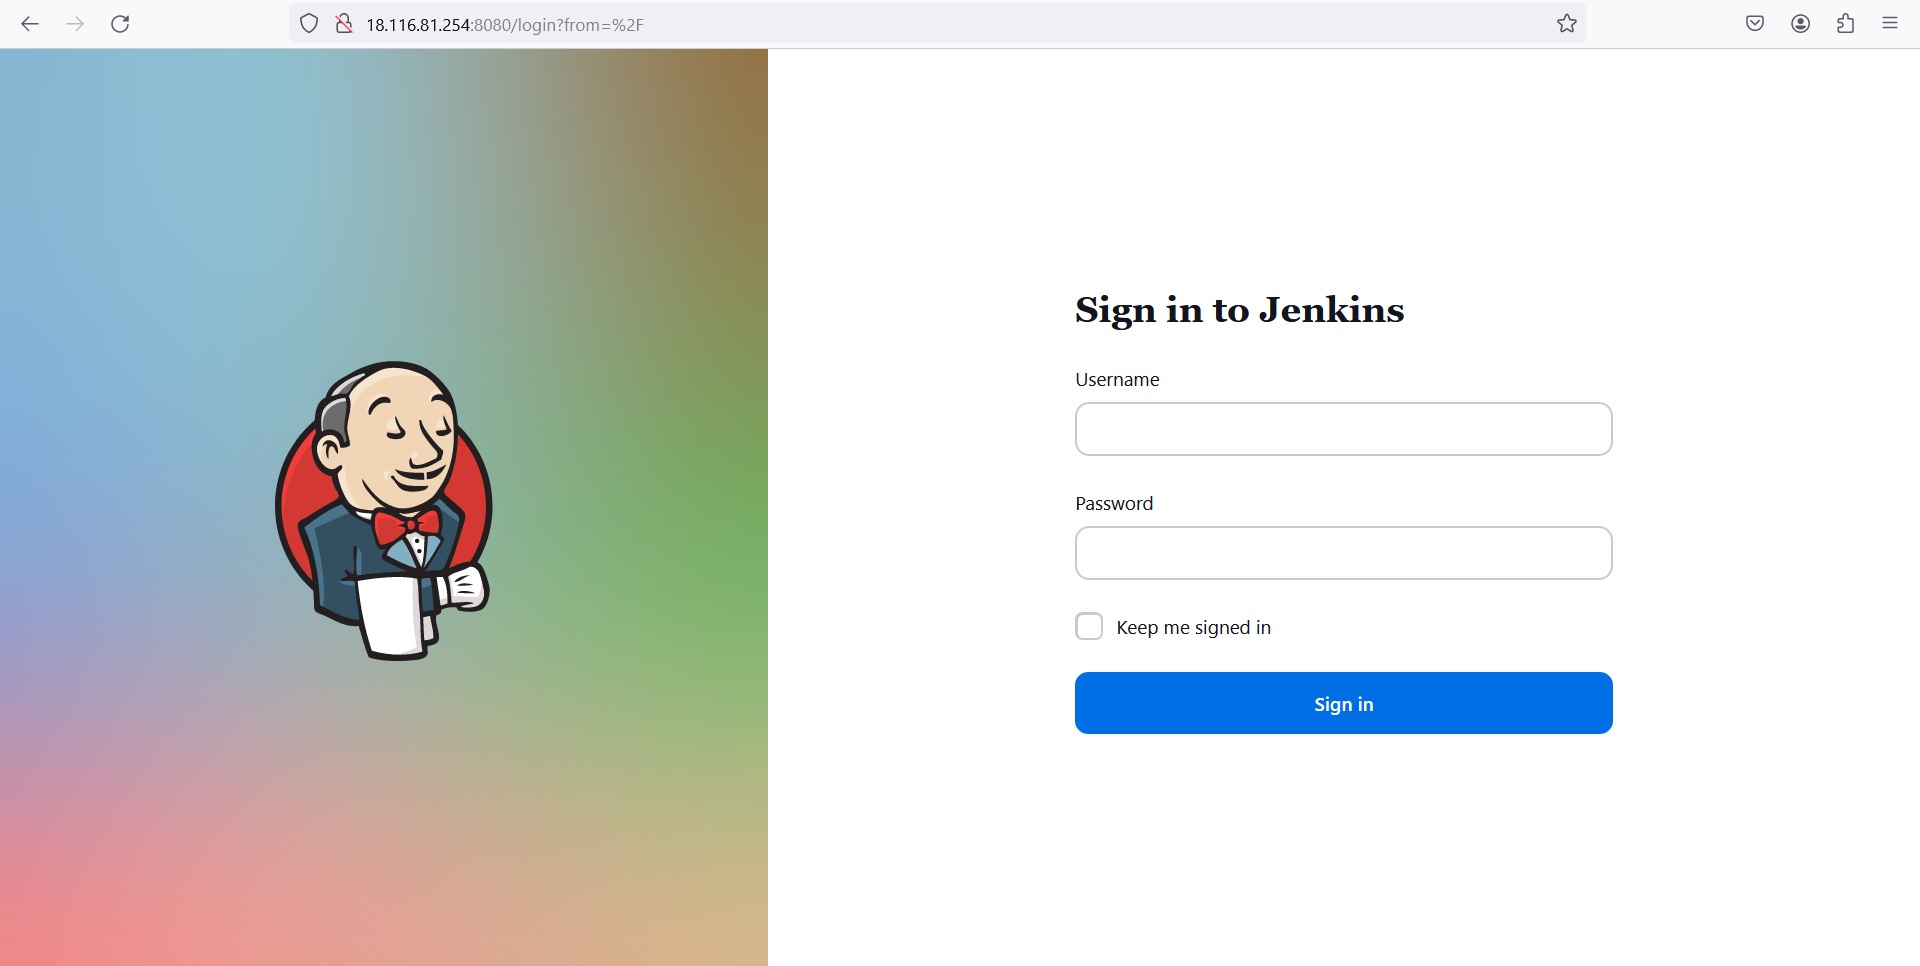 18.116.81.254:8080/login?from=%2F
Sign in to Jenkins
Username
Password
Keep me signed in
Sign in